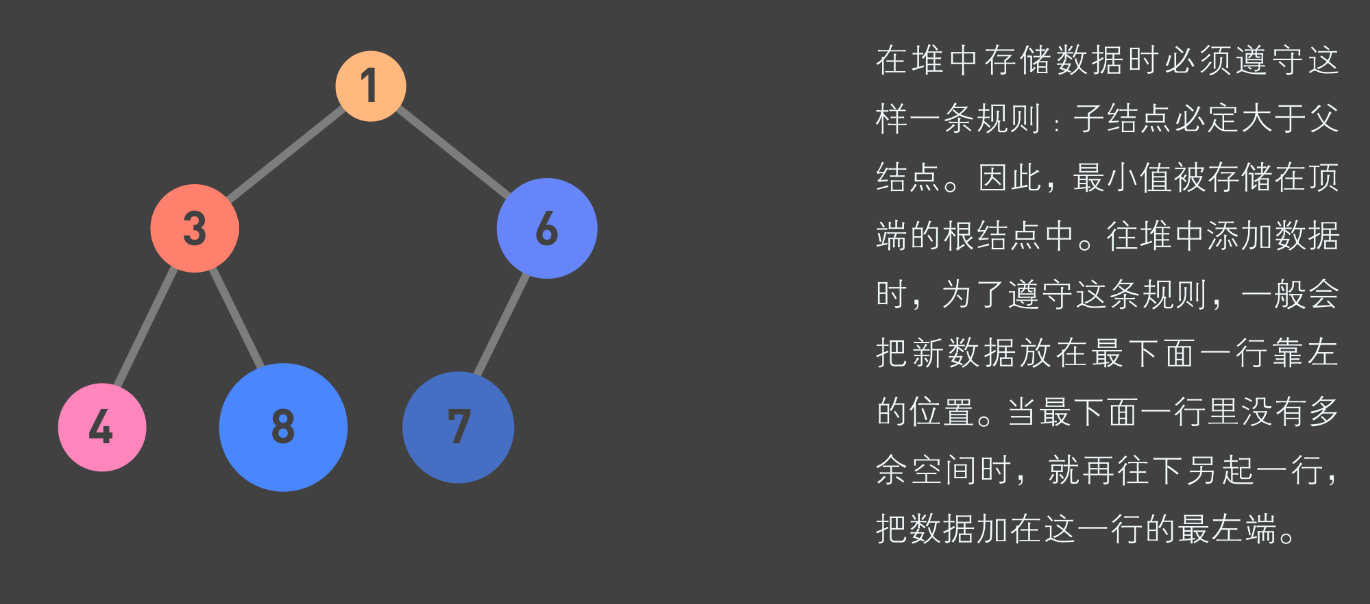 1
3
6
4
8
7
在堆中存储数据时必须遵守这
样一条规则：子结点必定大于父
结点。因此，最小值被存储在顶
端的根结点中。往堆中添加数据
时，为了遵守这条规则，一般会
把新数据放在最下面一行靠左
的位置。当最下面一行里没有多
余空间时，就再往下另起一行，
把数据加在这一行的最左端。